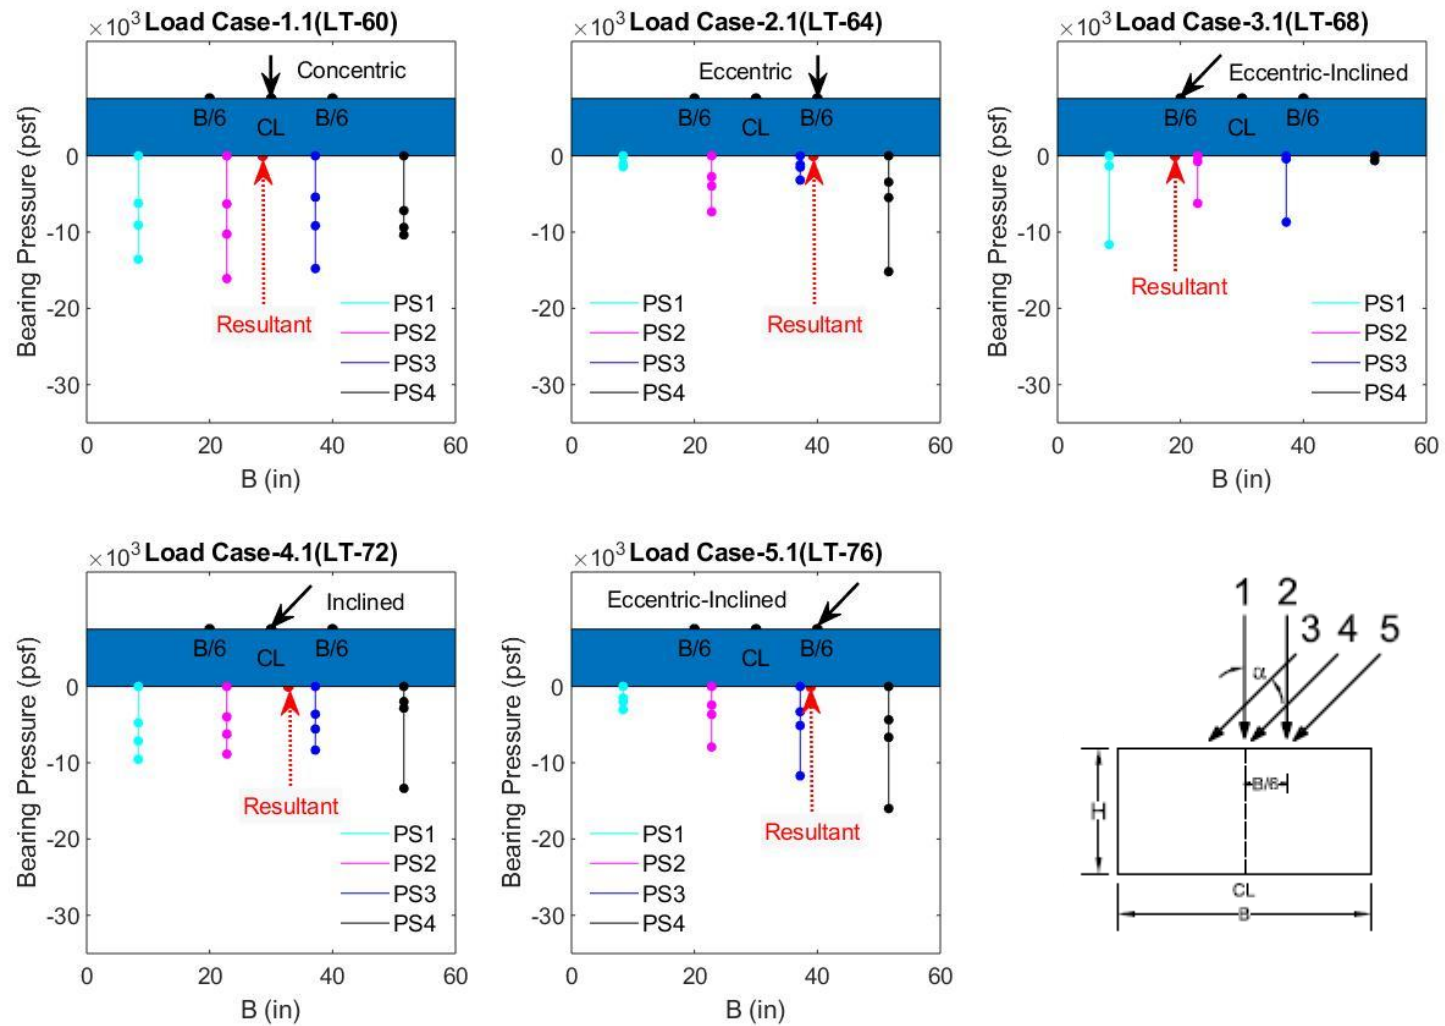 ×10³ Load Case-1.1(LT-60)
Concentric
B/6 CL B/6
Bearing Pressure (psf)
0
-10
-20
-30
Resultant
PS1
PS2
PS3
PS4
0 20 40 60
B (in)
×10³ Load Case-2.1(LT-64)
Eccentric
B/6 CL B/6
0
-10
-20
-30
Resultant
PS1
PS2
PS3
PS4
0 20 40 60
B (in)
×10³ Load Case-3.1(LT-68)
Eccentric-Inclined
B/6 CL B/6
Bearing Pressure (psf)
0
-10
-20
-30
Resultant
PS1
PS2
PS3
PS4
0 20 40 60
B (in)
×10³ Load Case-4.1(LT-72)
Inclined
B/6 CL B/6
Bearing Pressure (psf)
0
-10
-20
-30
Resultant
PS1
PS2
PS3
PS4
0 20 40 60
B (in)
×10³ Load Case-5.1(LT-76)
Eccentric-Inclined
B/6 CL B/6
Bearing Pressure (psf)
0
-10
-20
-30
Resultant
PS1
PS2
PS3
PS4
0 20 40 60
B (in)
1 2
3 4 5
α
B/6
H
CL
B